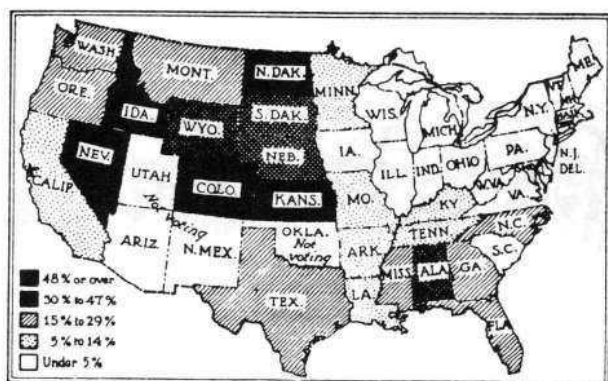 WASH.
ORE.
CALIF.
NEV.
IDA.
MONT.
WYO.
UTAH
COLO.
ARIZ
N.MEX.
Not Voting
N.DAK.
S.DAK.
NEB.
KANS.
OKLA.
Not
voting
TEX.
MINN.
IA.
MO.
ARK.
LA.
WIS.
ILL.
MICH.
IND.
OHIO
KY.
TENN.
MISS.
ALA.
GA.
FLA.
S.C.
N.C.
VA.
W.VA.
PA.
N.Y.
N.J.
DEL.
VT.
ME.
48% or over
30% to 47%
15% to 29%
5% to 14%
Under 5%